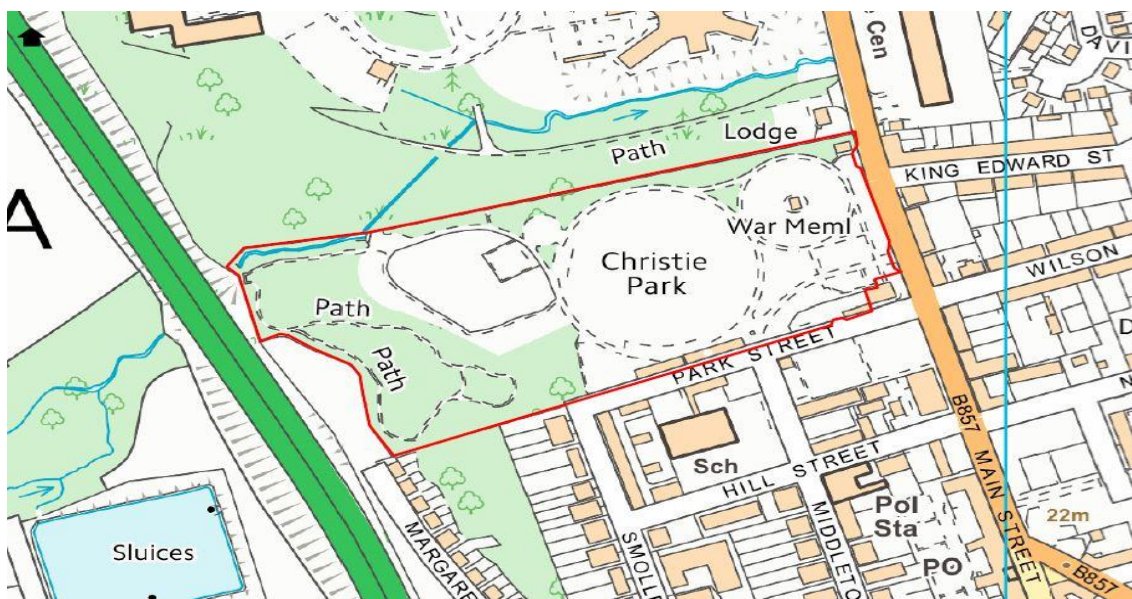 Cen
DAVI
Lodge
Path
KING EDWARD ST
A
War Meml
Christie
Park
WILSON
Path
Path
PARK STREET
B857 MAIN STREET
Sch
HILL STREET
Pol
Sta
22m
Sluices
MARGARE
SMOLL
MIDDLETO
PO
B857